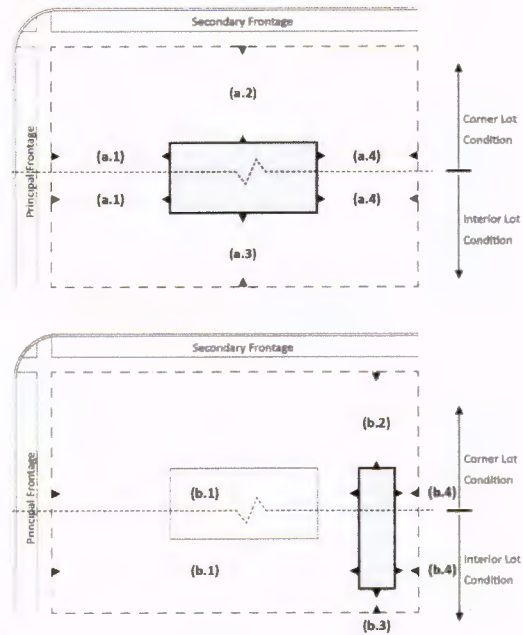 Secondary Frontage
(a.2)
Corner Lot
Condition
Principal Frontage
(a.1)
(a.4)
(a.1)
(a.4)
Interior Lot
Condition
(a.3)
Secondary Frontage
(b.2)
Corner Lot
Condition
Principal Frontage
(b.1)
(b.4)
(b.1)
(b.4)
Interior Lot
Condition
(b.3)